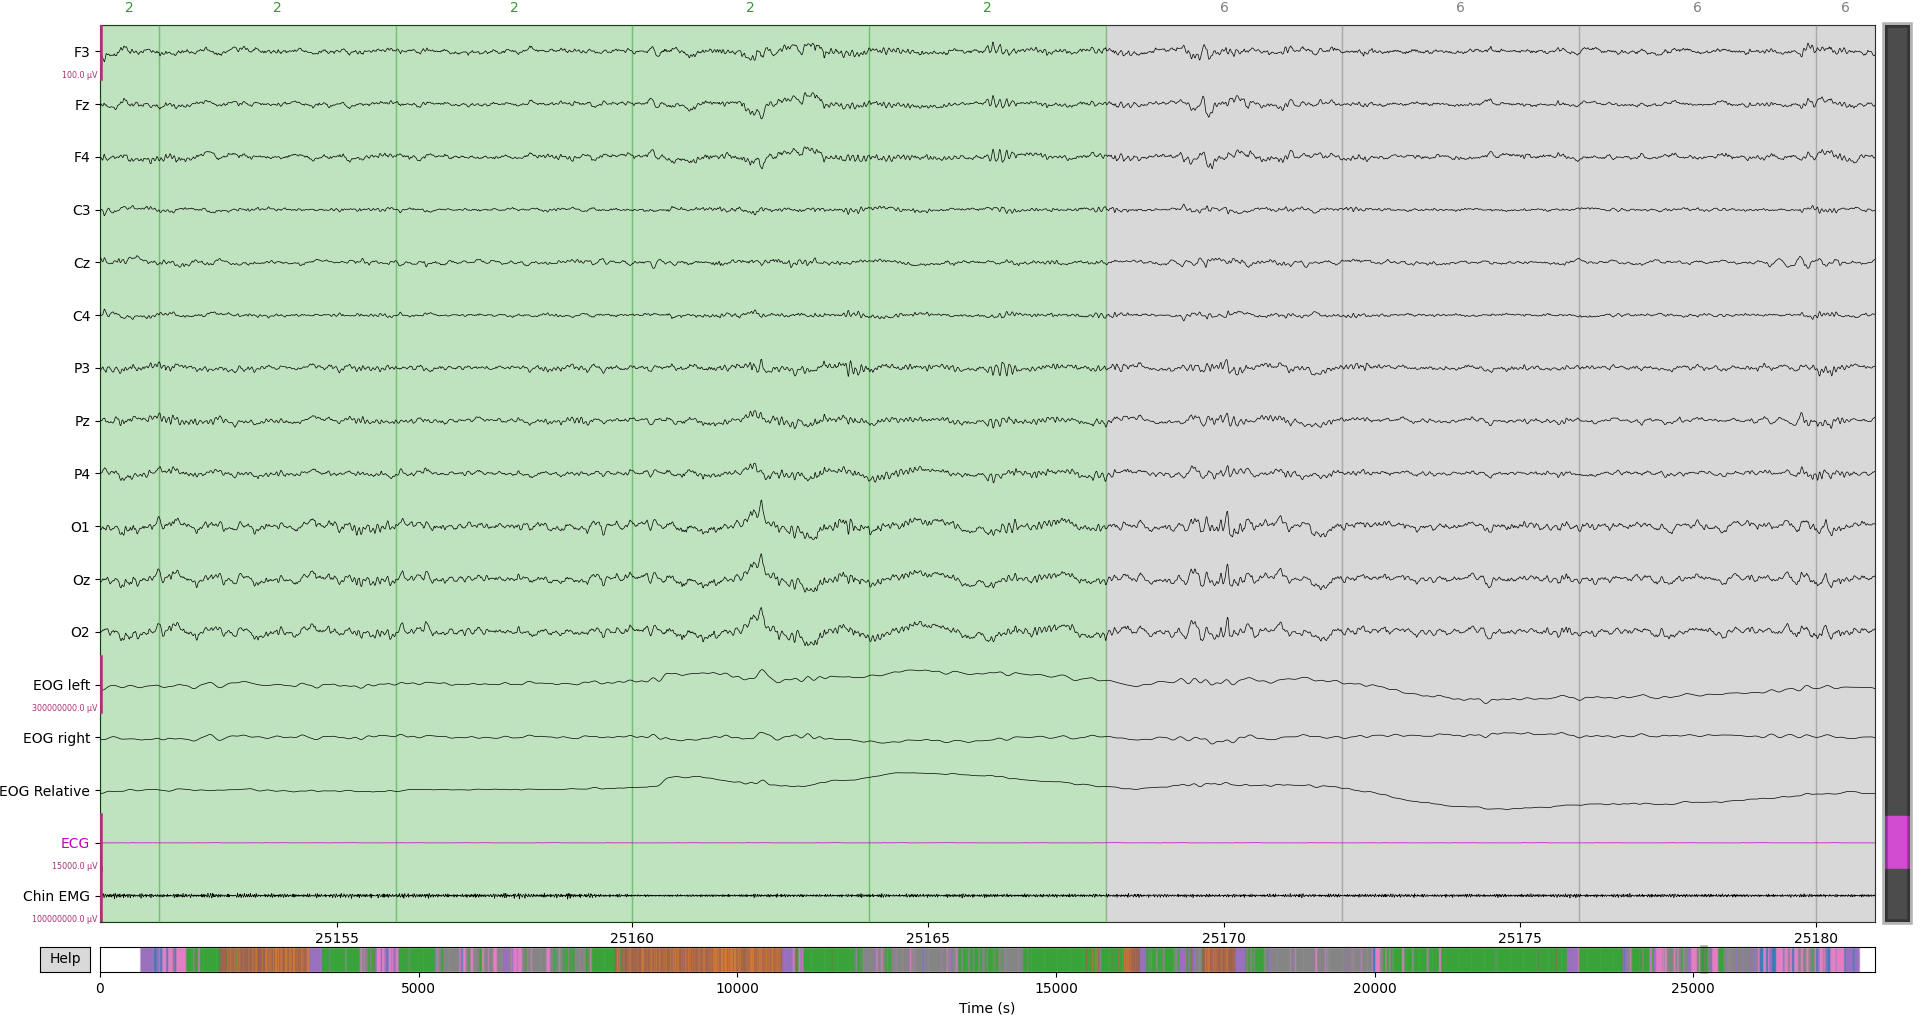 2 2 2 2 2 6 6 6 6
F3
100.0 µV
Fz
F4
C3
Cz
C4
P3
Pz
P4
O1
Oz
O2
EOG left
300000000.0 µV
EOG right
EOG Relative
ECG
15000.0 µV
Chin EMG
100000000.0 µV
25155 25160 25165 25170 25175 25180
Help
0 5000 10000 15000 20000 25000
Time (s)